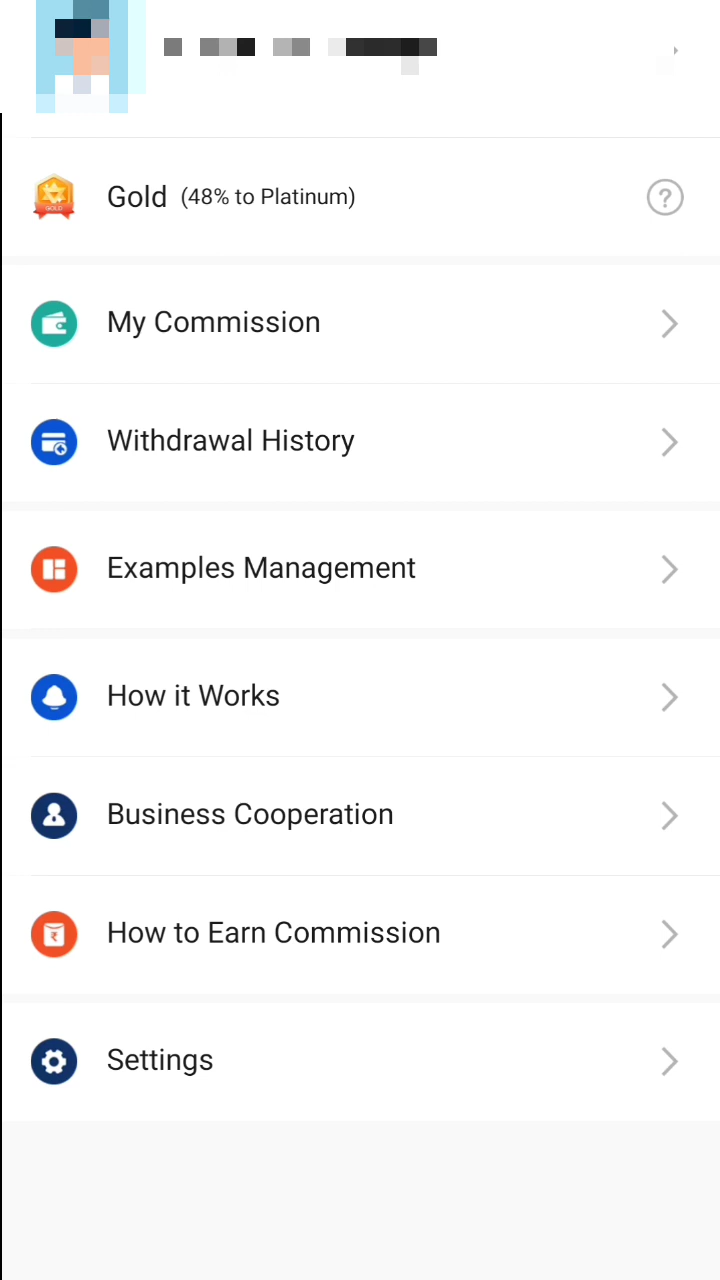 Gold (48% to Platinum)
GOLD
My Commission
Withdrawal History
Examples Management
How it Works
Business Cooperation
How to Earn Commission
Settings